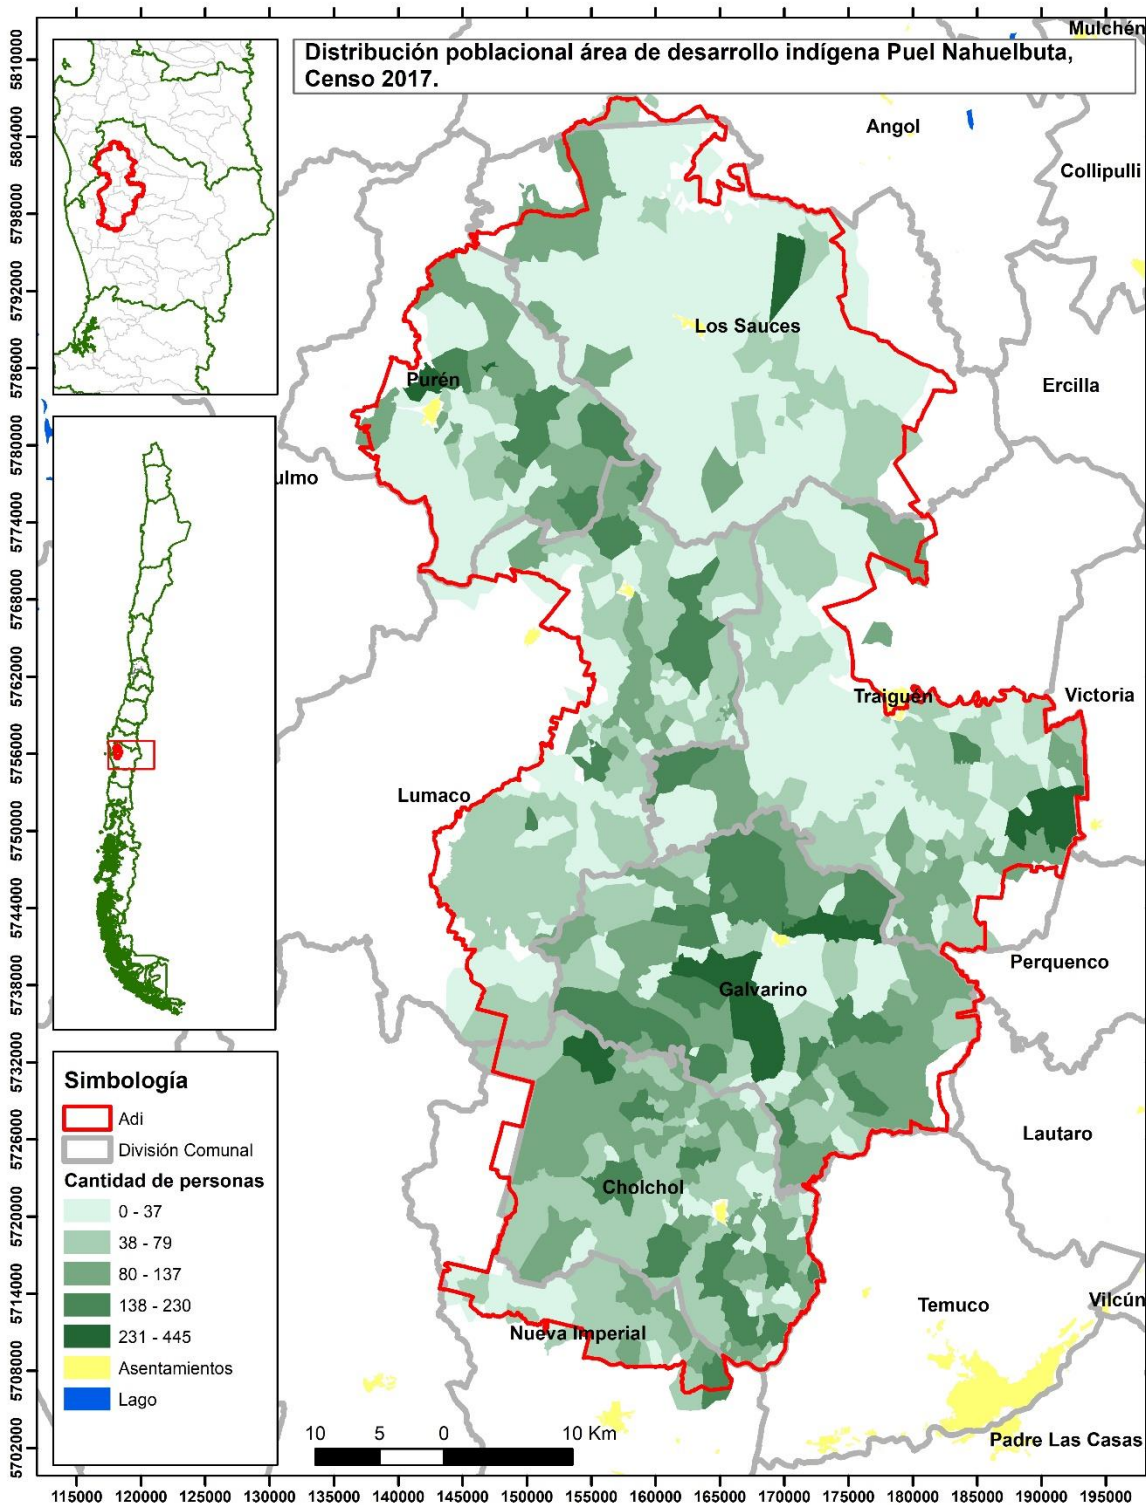 Distribución poblacional área de desarrollo indígena Puel Nahuelbuta,
Censo 2017.
Mulchén
Angol
Collipulli
Los Sauces
Ercilla
Purén
ulmo
Traiguén
Victoria
Lumaco
Perquenco
Galvarino
Lautaro
Cholchol
Temuco
Vilcún
Nueva Imperial
Padre Las Casas
Simbología
Adi
División Comunal
Cantidad de personas
0 - 37
38 - 79
80 - 137
138 - 230
231 - 445
Asentamientos
Lago
10 5 0 10 Km
5810000
5804000
5798000
5792000
5786000
5780000
5774000
5768000
5762000
5756000
5750000
5744000
5738000
5732000
5726000
5720000
5714000
5708000
5702000
115000 120000 125000 130000 135000 140000 145000 150000 155000 160000 165000 170000 175000 180000 185000 190000 195000